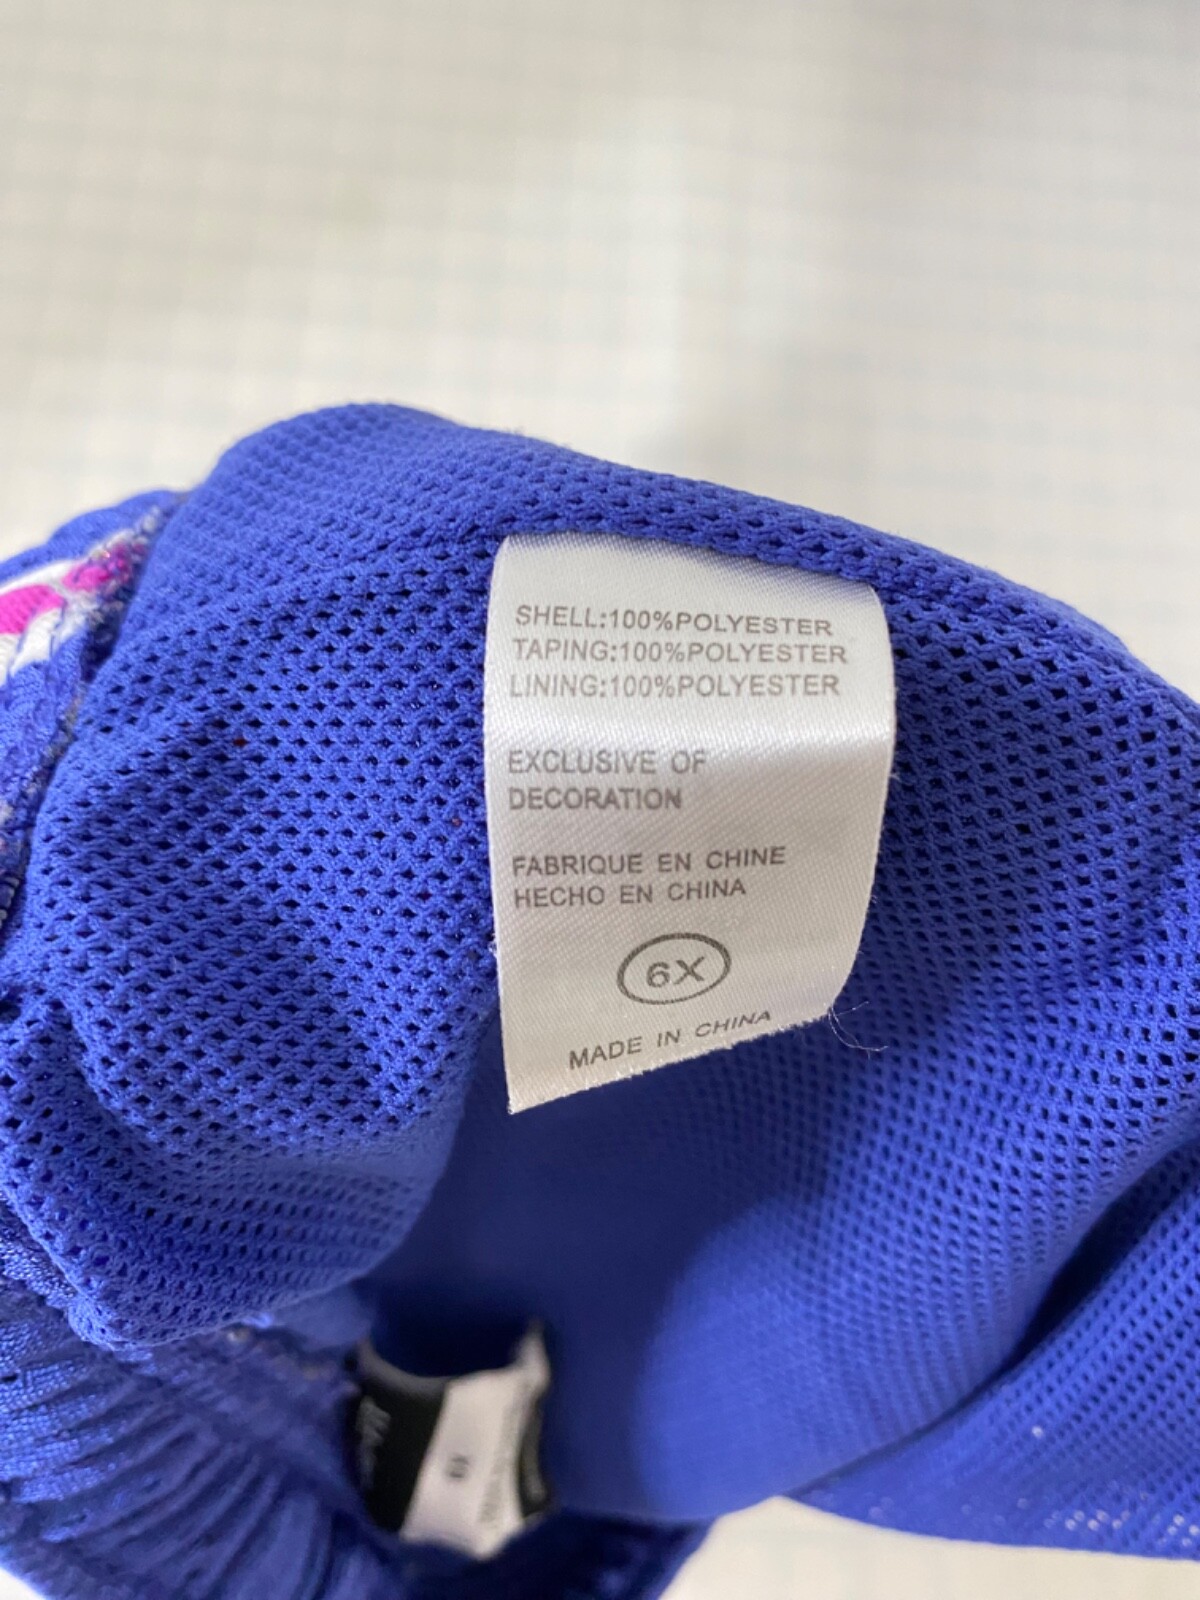 SHELL:100%POLYESTER
TAPING:100%POLYESTER
LINING:100%POLYESTER
EXCLUSIVE OF
DECORATION
FABRIQUE EN CHINE
HECHO EN CHINA
6X
MADE IN CHINA